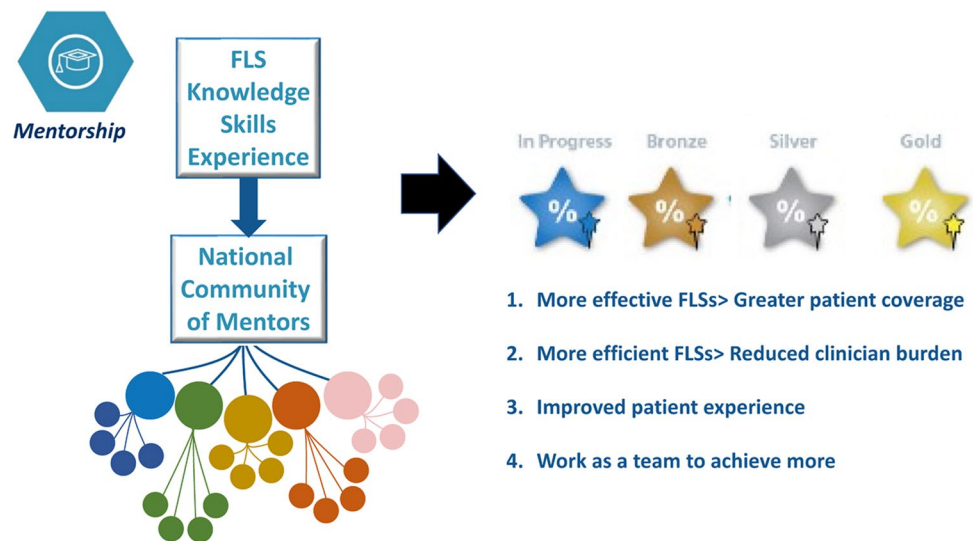 Mentorship
FLS
Knowledge
Skills
Experience
National
Community
of Mentors
In Progress
Bronze
Silver
Gold
%
%
%
%
1. More effective FLSs> Greater patient coverage
2. More efficient FLSs> Reduced clinician burden
3. Improved patient experience
4. Work as a team to achieve more